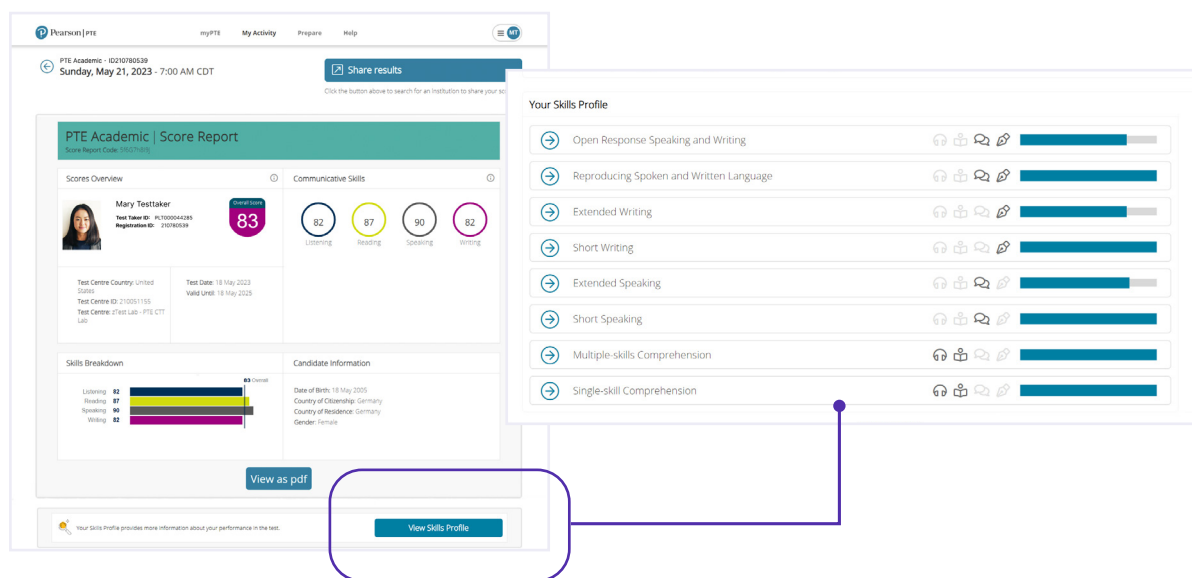 Pearson | PTE
myPTE
My Activity
Prepare
Help
MT
PTE Academic - ID210780539
Sunday, May 21, 2023 - 7:00 AM CDT
Share results
Click the button above to search for an institution to share your
PTE Academic | Score Report
Score Report Code:
Scores Overview
Mary Testtaker
Test Taker ID: PLT000044285
Registration ID: 210780539
Overall Score
83
Communicative Skills
82
87
90
82
Listening
Reading
Speaking
Writing
Test Centre Country: United
States
Test Centre ID: 210051155
Test Centre: zTest Lab - PTE CTT
Lab
Test Date: 18 May 2023
Valid Until: 18 May 2025
Skills Breakdown
83 Overall
Listening 82
Reading 87
Speaking 90
Writing 82
Candidate Information
Date of Birth: 18 May 2005
Country of Citizenship: Germany
Country of Residence: Germany
Gender: Female
View as pdf
Your Skills Profile provides more information about your performance in the test.
View Skills Profile
Your Skills Profile
Open Response Speaking and Writing
Reproducing Spoken and Written Language
Extended Writing
Short Writing
Extended Speaking
Short Speaking
Multiple-skills Comprehension
Single-skill Comprehension